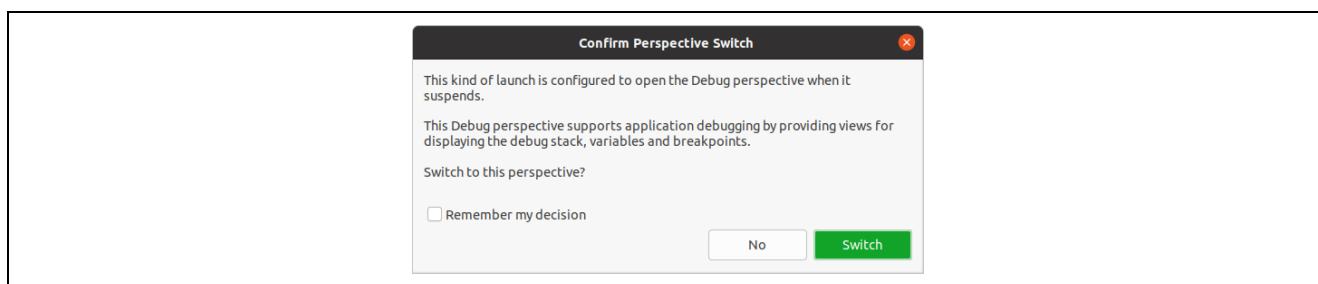 Confirm Perspective Switch
This kind of launch is configured to open the Debug perspective when it
suspends.
This Debug perspective supports application debugging by providing views for
displaying the debug stack, variables and breakpoints.
Switch to this perspective?
Remember my decision
No
Switch